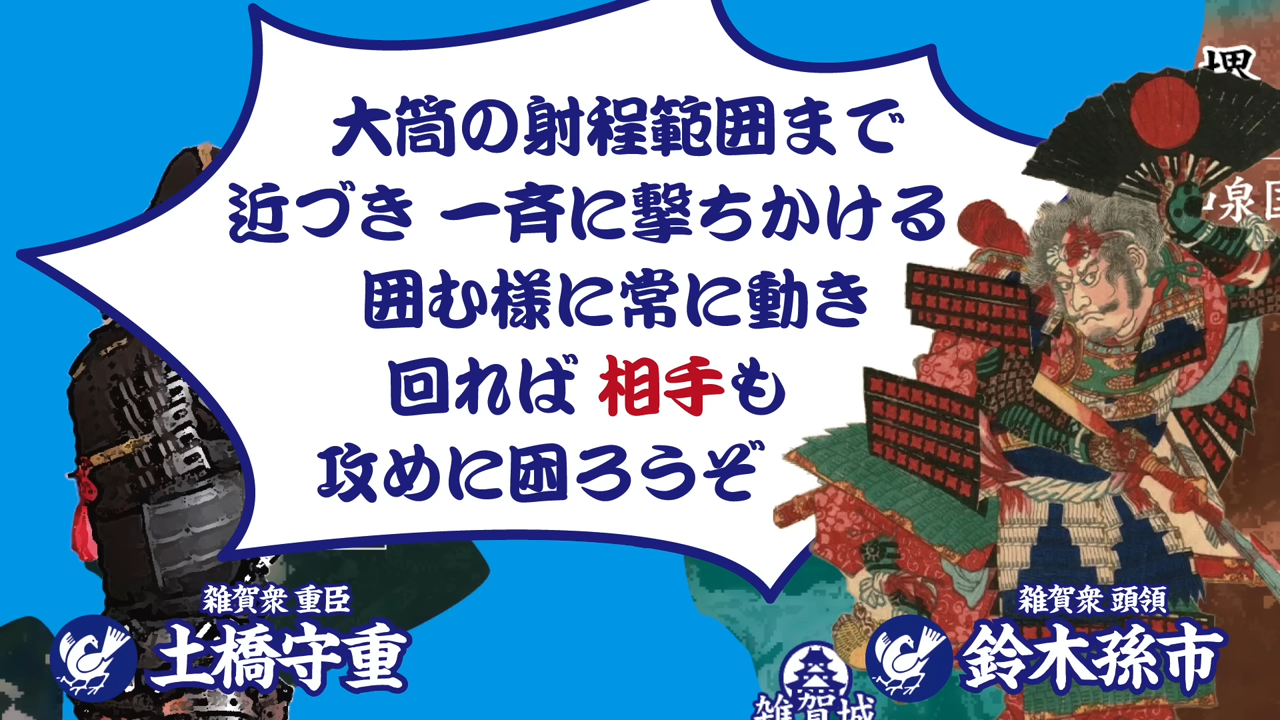 大筒の射程範囲まで
近づき 一斉に撃ちかける
囲む様に常に動き
回れば 相手も
攻めに困ろうぞ
堺
泉国
雑賀衆 重臣
土橋守重
雑賀衆 頭領
鈴木孫市
雑賀城